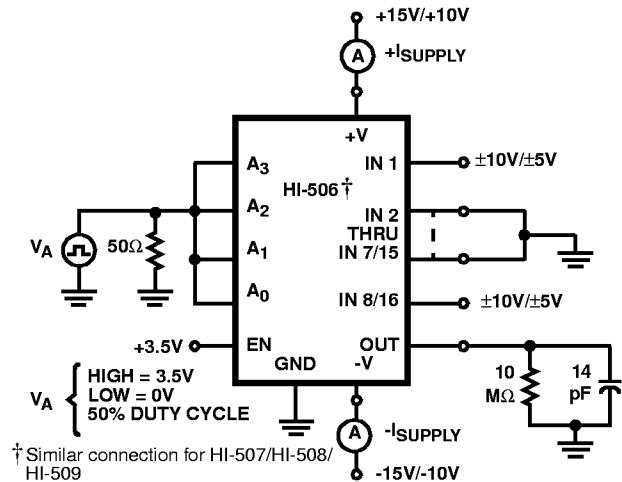 +15V/+10V
A
+ISUPPLY
+V
A3
IN 1
±10V/±5V
HI-506†
A2
IN 2
THRU
IN 7/15
VA
50Ω
A1
A0
IN 8/16
±10V/±5V
+3.5V
EN
OUT
GND
-V
10
MΩ
14
pF
VA
HIGH = 3.5V
LOW = 0V
50% DUTY CYCLE
A
-ISUPPLY
-15V/-10V
† Similar connection for HI-507/HI-508/
HI-509